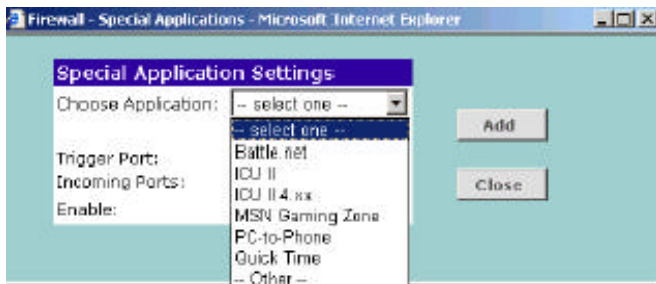 Firewall - Special Applications - Microsoft Internet Explorer
Special Application Settings
Choose Application: -- select one --
-- select one --
Battle.net
ICU II
ICU II 4.xx
MSN Gaming Zone
PC-to-Phone
Quick Time
-- Other --
Trigger Port:
Incoming Ports:
Enable:
Add
Close